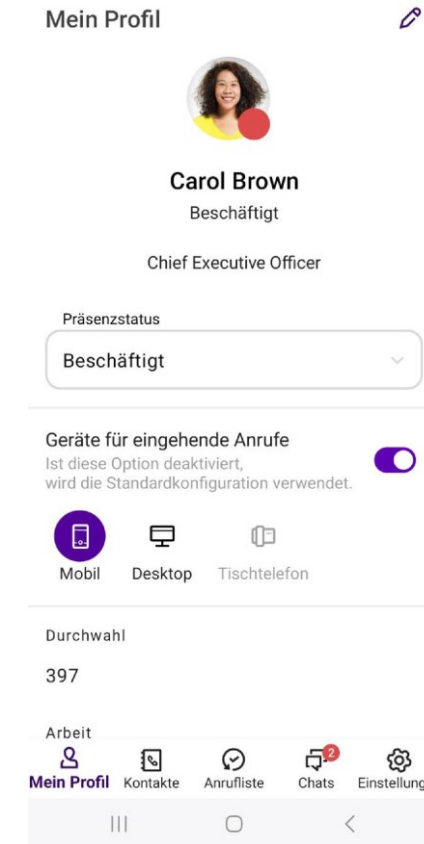 Mein Profil
Carol Brown
Beschäftigt
Chief Executive Officer
Präsenzstatus
Beschäftigt
Geräte für eingehende Anrufe
Ist diese Option deaktiviert,
wird die Standardkonfiguration verwendet.
Mobil Desktop Tischtelefon
Durchwahl
397
Arbeit
2
Mein Profil Kontakte Anrufliste Chats Einstellung